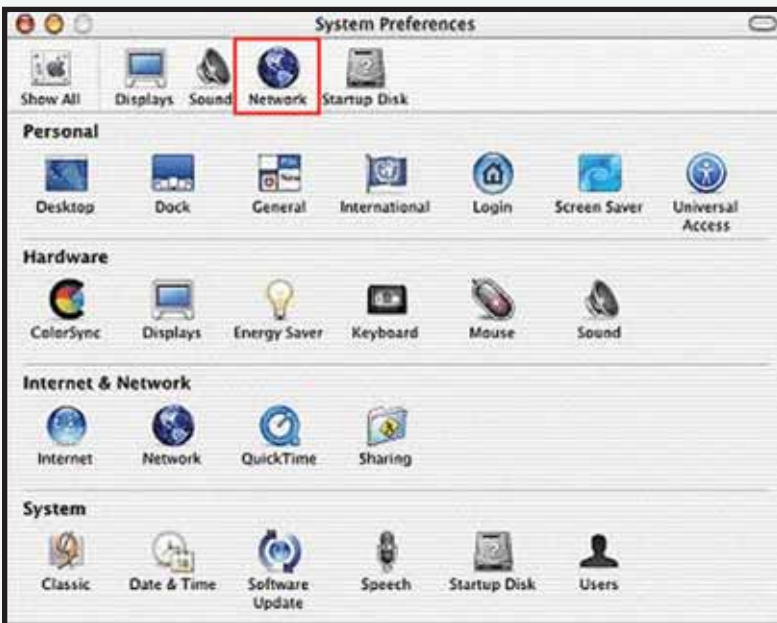 System Preferences
Show All Displays Sound Network Startup Disk
Personal
Desktop Dock General International Login Screen Saver Universal Access
Hardware
ColorSync Displays Energy Saver Keyboard Mouse Sound
Internet & Network
Internet Network QuickTime Sharing
System
Classic Date & Time Software Update Speech Startup Disk Users